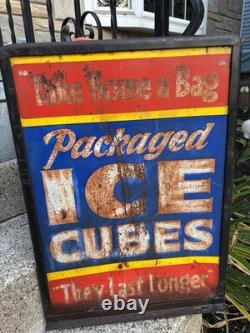 "Take Home a Bag
Packaged
ICE
CUBES
"They Last Longer"